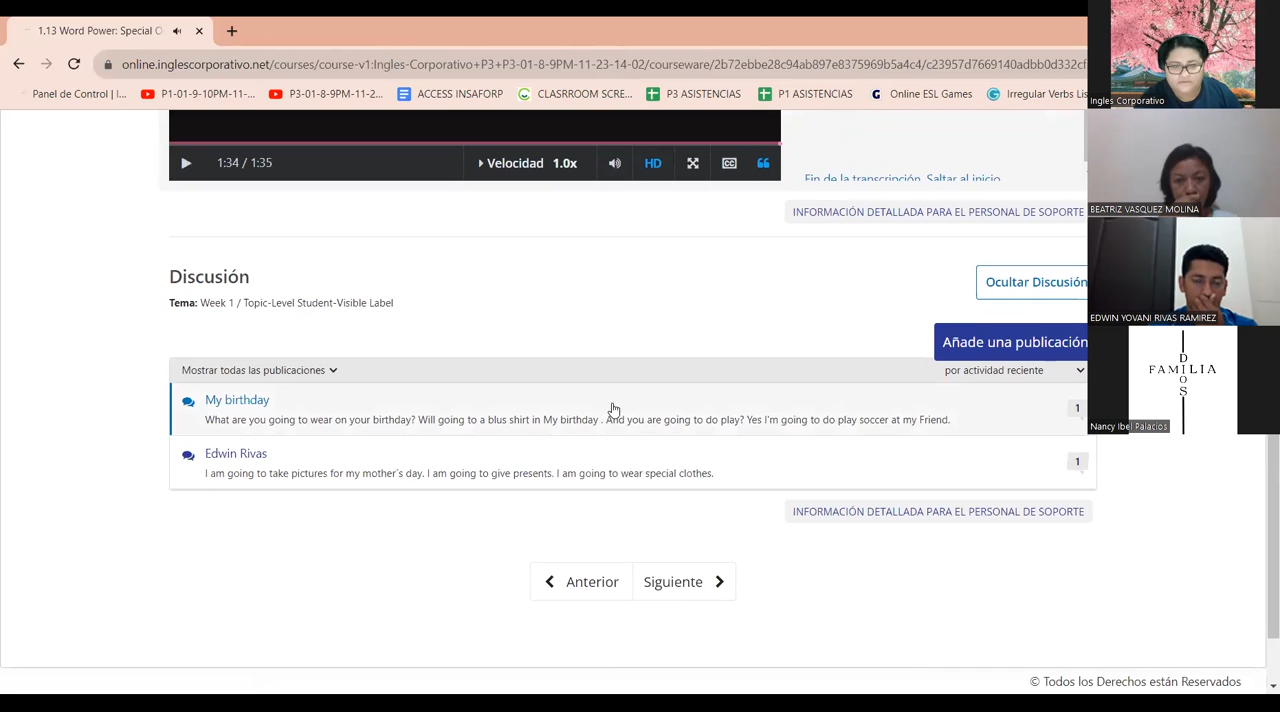 1.13 Word Power: Special O
online.inglescorporativo.net/courses/course-v1:Ingles-Corporativo+P3+P3-01-8-9PM-11-23-14-02/courseware/2b72ebbe28c94ab897e8375969b5a4c4/c23957d7669140adbb0d332cf
Panel de Control | I...
P1-01-9-10PM-11-...
P3-01-8-9PM-11-2...
ACCESO INSAFORP
CLASRROOM SCRE...
P3 ASISTENCIAS
P1 ASISTENCIAS
Online ESL Games
Irregular Verbs Lis
Ingles Corporativo
BEATRIZ VASQUEZ MOLINA
EDWIN YOVANI RIVAS RAMIREZ
FAMILIA
DIOS
Nancy Ibel Palacios
1:34 / 1:35
Velocidad 1.0x
HD
CC
Fin de la transcripción. Saltar al inicio.
INFORMACIÓN DETALLADA PARA EL PERSONAL DE SOPORTE
Discusión
Ocultar Discusión
Tema: Week 1 / Topic-Level Student-Visible Label
Añade una publicación
Mostrar todas las publicaciones
por actividad reciente
My birthday
What are you going to wear on your birthday? Will going to a blus shirt in My birthday . And you are going to do play? Yes I'm going to do play soccer at my Friend.
1
Edwin Rivas
I am going to take pictures for my mother´s day. I am going to give presents. I am going to wear special clothes.
1
INFORMACIÓN DETALLADA PARA EL PERSONAL DE SOPORTE
Anterior
Siguiente
© Todos los Derechos están Reservados